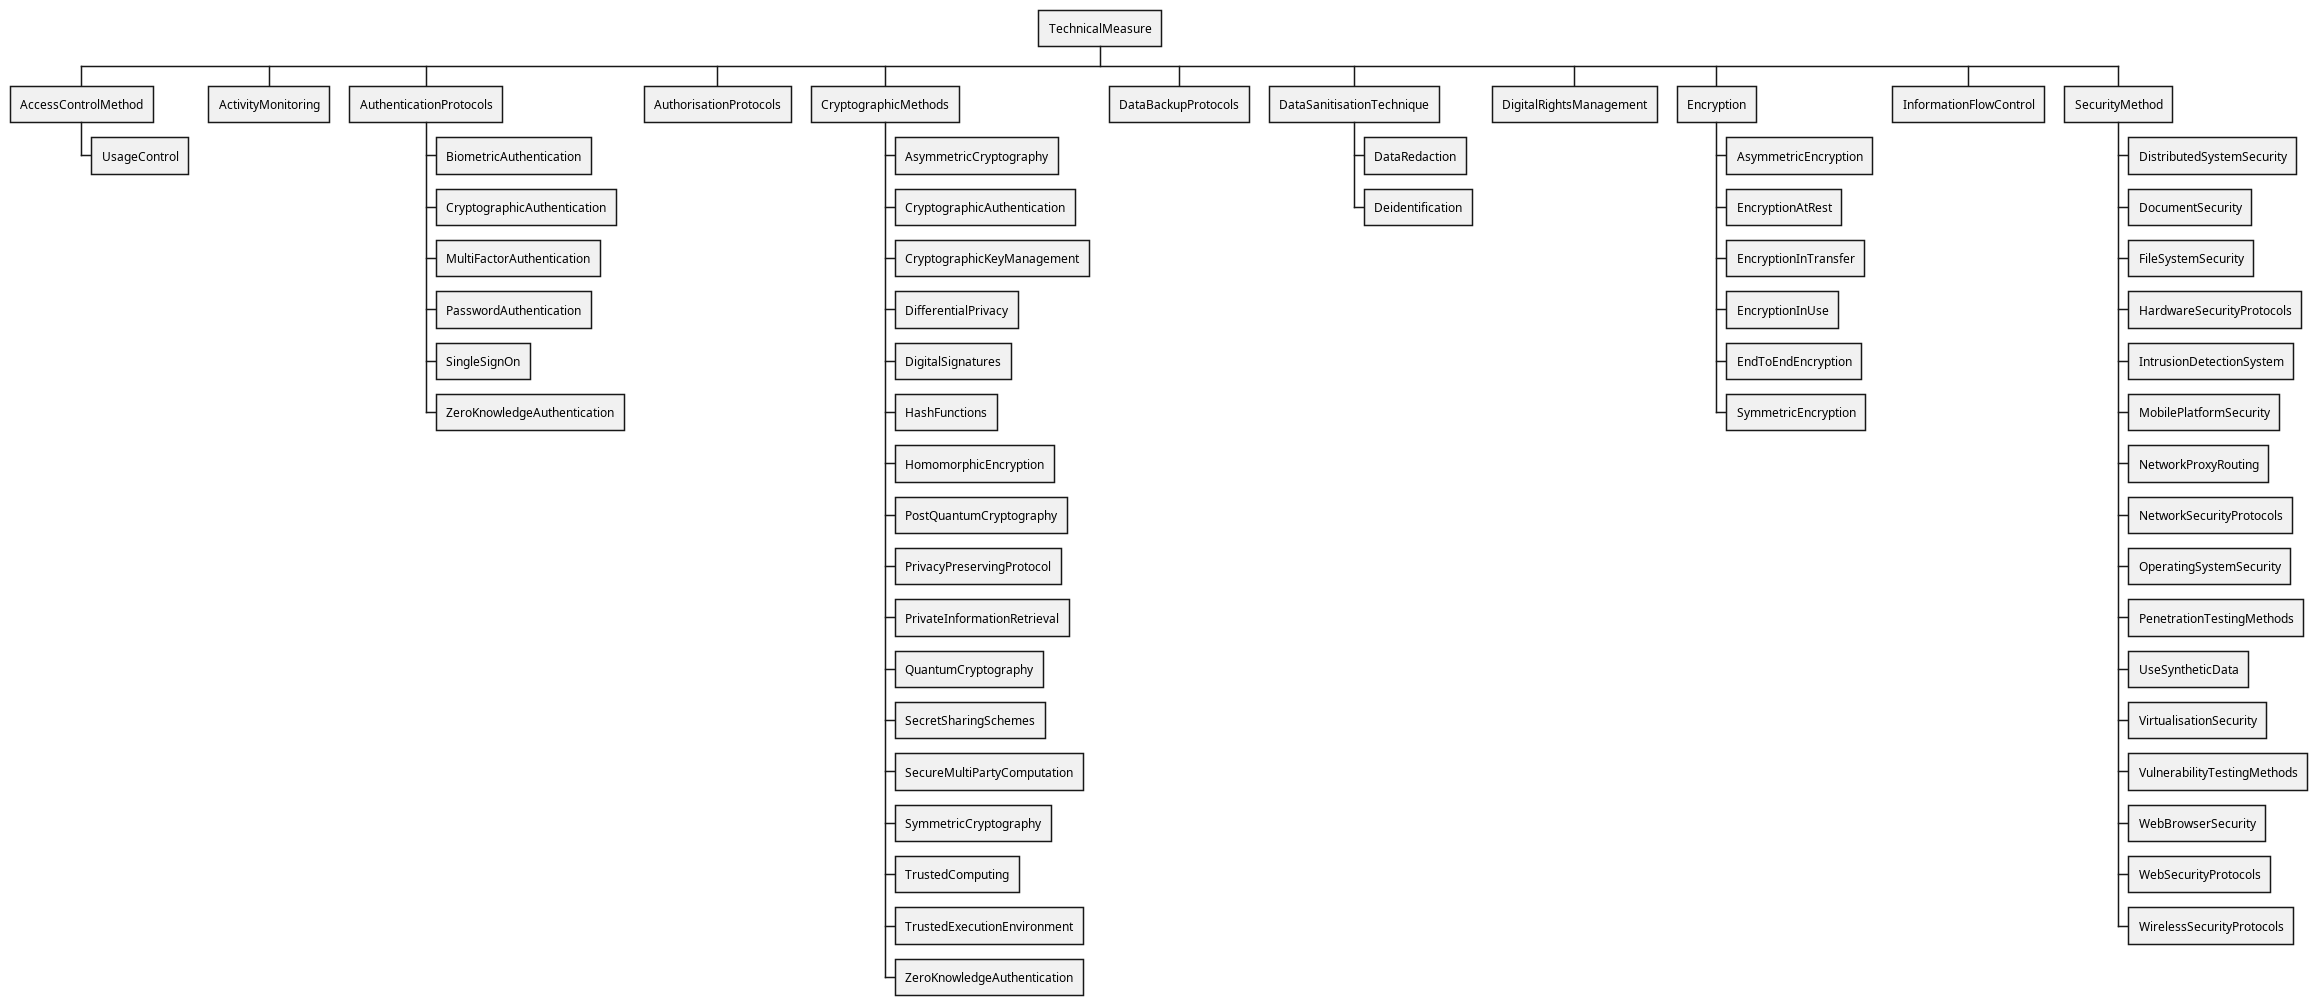 TechnicalMeasure
AccessControlMethod
UsageControl
ActivityMonitoring
AuthenticationProtocols
BiometricAuthentication
CryptographicAuthentication
MultiFactorAuthentication
PasswordAuthentication
SingleSignOn
ZeroKnowledgeAuthentication
AuthorisationProtocols
CryptographicMethods
AsymmetricCryptography
CryptographicAuthentication
CryptographicKeyManagement
DifferentialPrivacy
DigitalSignatures
HashFunctions
HomomorphicEncryption
PostQuantumCryptography
PrivacyPreservingProtocol
PrivateInformationRetrieval
QuantumCryptography
SecretSharingSchemes
SecureMultiPartyComputation
SymmetricCryptography
TrustedComputing
TrustedExecutionEnvironment
ZeroKnowledgeAuthentication
DataBackupProtocols
DataSanitisationTechnique
DataRedaction
Deidentification
DigitalRightsManagement
Encryption
AsymmetricEncryption
EncryptionAtRest
EncryptionInTransfer
EncryptionInUse
EndToEndEncryption
SymmetricEncryption
InformationFlowControl
SecurityMethod
DistributedSystemSecurity
DocumentSecurity
FileSystemSecurity
HardwareSecurityProtocols
IntrusionDetectionSystem
MobilePlatformSecurity
NetworkProxyRouting
NetworkSecurityProtocols
OperatingSystemSecurity
PenetrationTestingMethods
UseSyntheticData
VirtualisationSecurity
VulnerabilityTestingMethods
WebBrowserSecurity
WebSecurityProtocols
WirelessSecurityProtocols